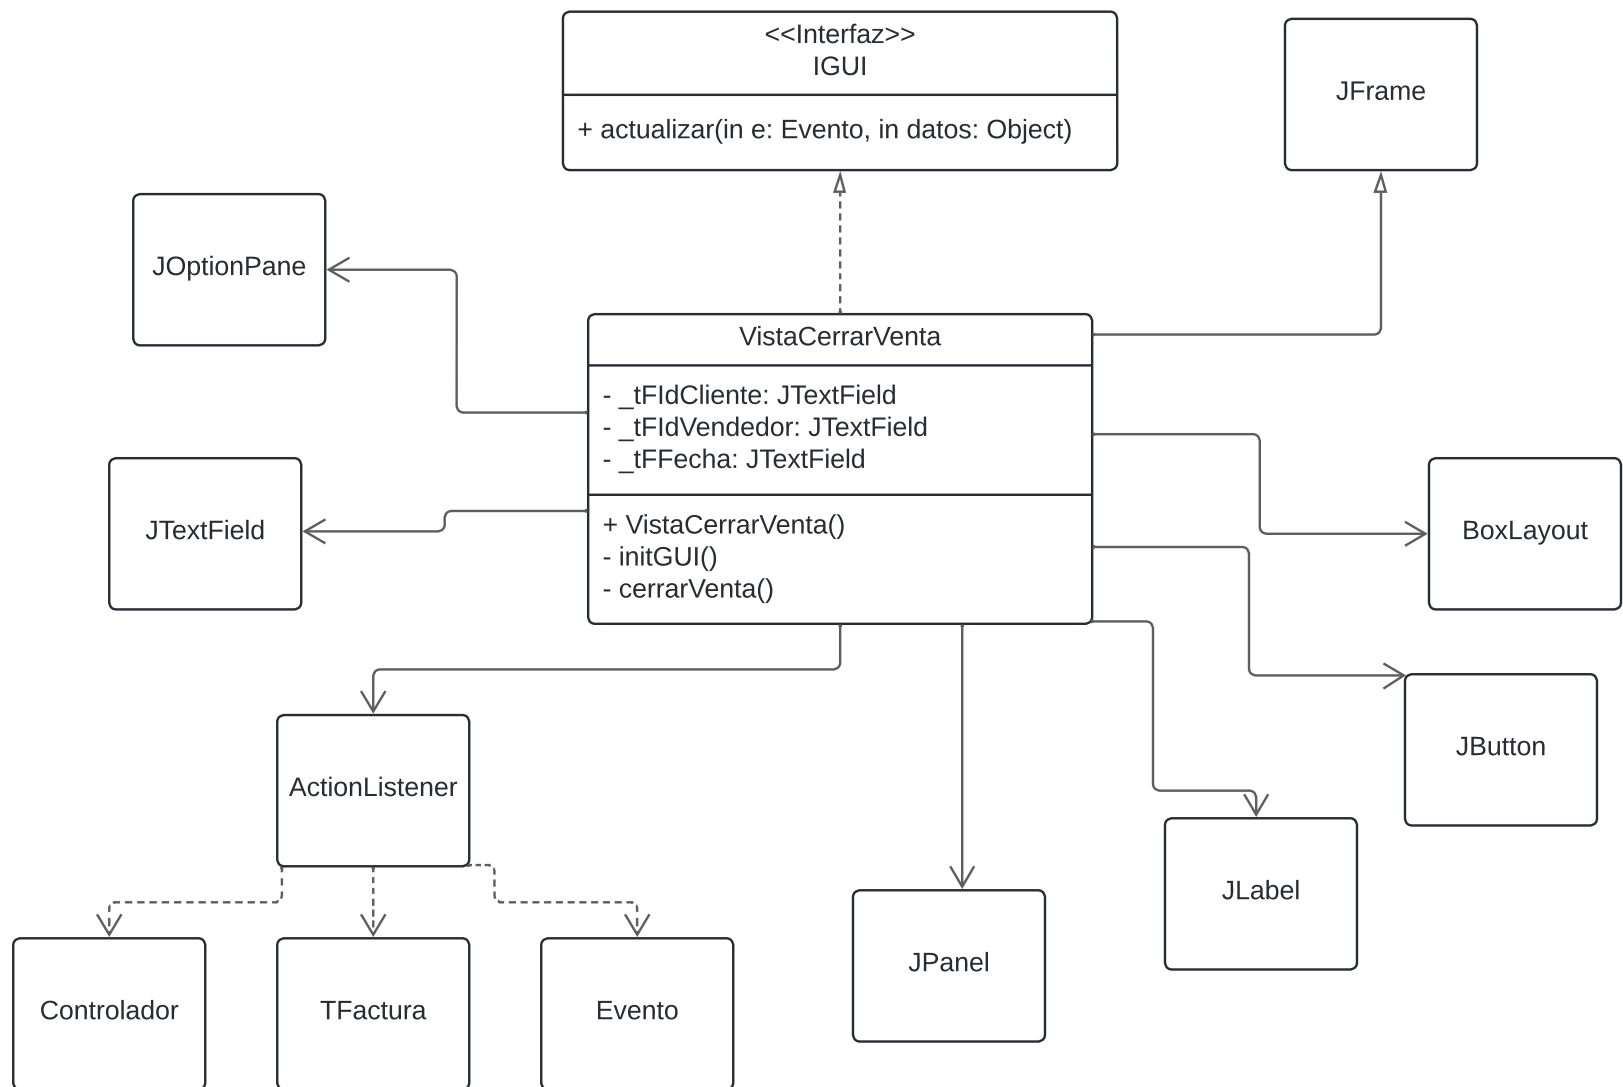 <<Interfaz>>
IGUI
+ actualizar(in e: Evento, in datos: Object)
JFrame
JOptionPane
VistaCerrarVenta
- _tFIdCliente: JTextField
- _tFIdVendedor: JTextField
- _tFFecha: JTextField
+ VistaCerrarVenta()
- initGUI()
- cerrarVenta()
JTextField
BoxLayout
JButton
ActionListener
JLabel
JPanel
Controlador
TFactura
Evento